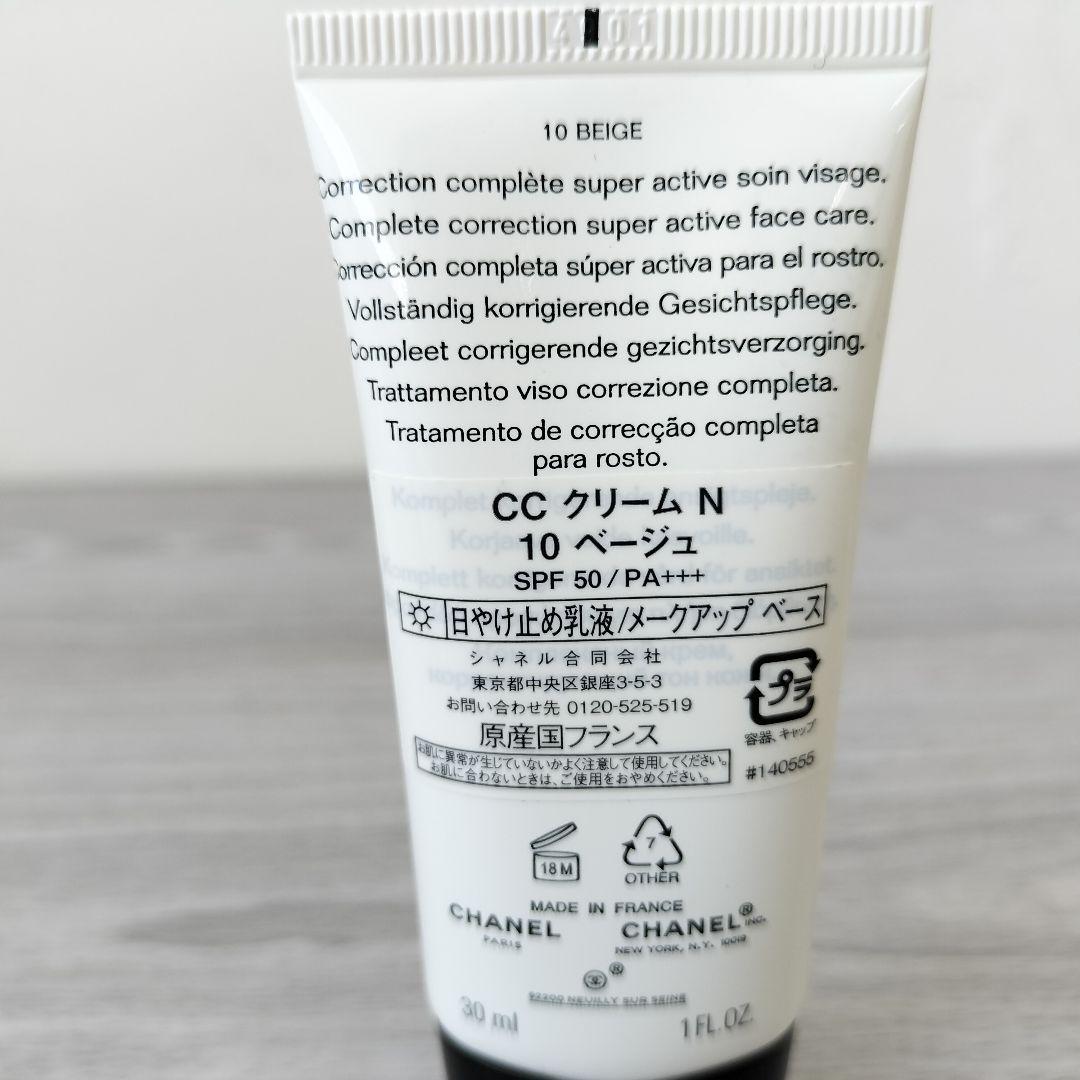 4 01
10 BEIGE
Correction complète super active soin visage.
Complete correction super active face care.
Corrección completa súper activa para el rostro.
Vollständig korrigierende Gesichtspflege.
Compleet corrigerende gezichtsverzorging.
Trattamento viso correzione completa.
Tratamento de correcção completa
para rosto.
CC クリーム N
10 ベージュ
SPF 50 / PA+++
日やけ止め乳液/メークアップ ベース
シャネル合同会社
東京都中央区銀座3-5-3
お問い合わせ先 0120-525-519
原産国フランス
お肌に異常が生じていないかよく注意して使用してください。
お肌に合わないときは、ご使用をおやめください。
プラ
容器、キャップ
#140555
18 M
7
OTHER
MADE IN FRANCE
CHANEL
PARIS
CHANEL® INC.
NEW YORK, N.Y. 10019
®
92200 NEUILLY SUR SEINE
30 ml
1 FL. OZ.